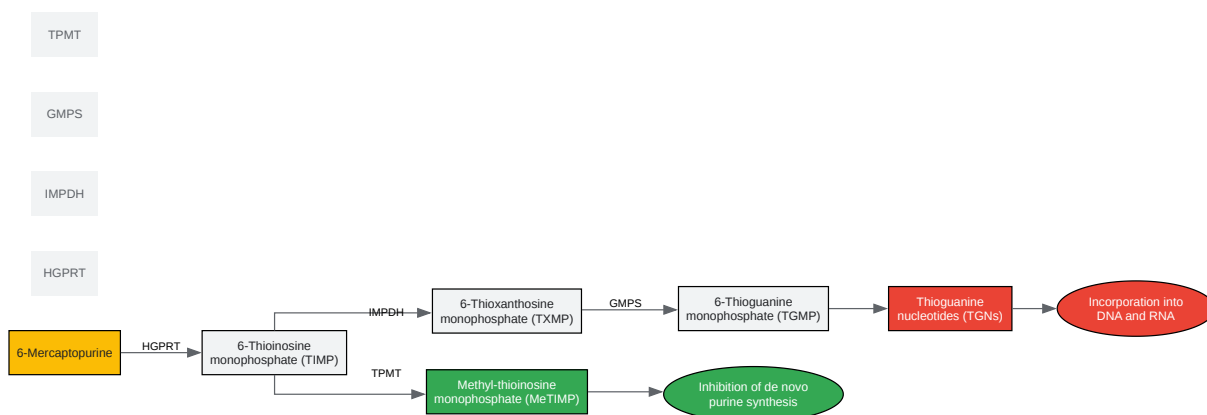 TPMT
GMPS
IMPDH
HGPRT
6-Mercaptopurine
HGPRT
6-Thioinosine
monophosphate (TIMP)
IMPDH
6-Thioxanthosine
monophosphate (TXMP)
GMPS
6-Thioguanine
monophosphate (TGMP)
Thioguanine
nucleotides (TGNs)
Incorporation into
DNA and RNA
TPMT
Methyl-thioinosine
monophosphate (MeTIMP)
Inhibition of de novo
purine synthesis